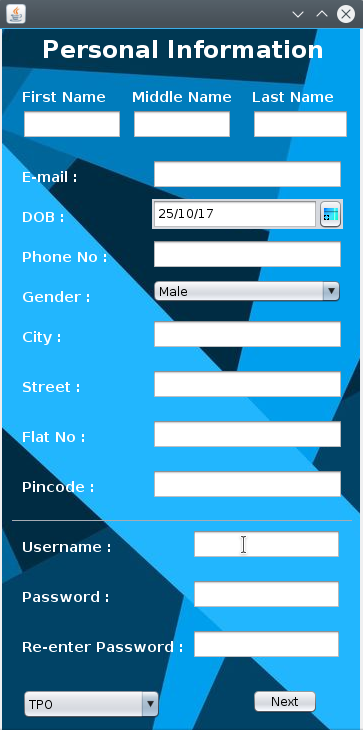 Personal Information
First Name Middle Name Last Name
E-mail :
DOB : 25/10/17
Phone No :
Gender : Male
City :
Street :
Flat No :
Pincode :
Username :
Password :
Re-enter Password :
TPO Next